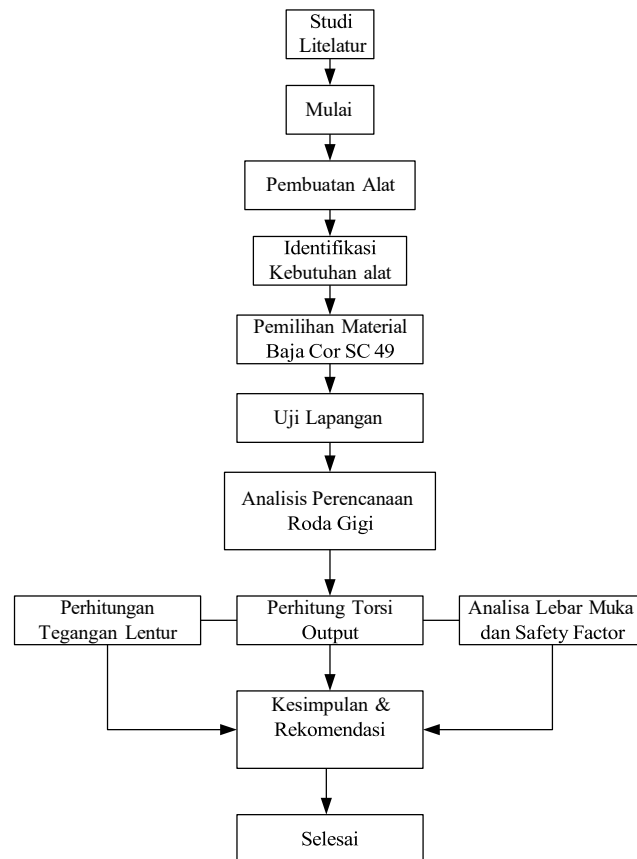 Studi
Litelatur
Mulai
Pembuatan Alat
Identifikasi
Kebutuhan alat
Pemilihan Material
Baja Cor SC 49
Uji Lapangan
Analisis Perencanaan
Roda Gigi
Perhitungan
Tegangan Lentur
Perhitung Torsi
Output
Analisa Lebar Muka
dan Safety Factor
Kesimpulan &
Rekomendasi
Selesai